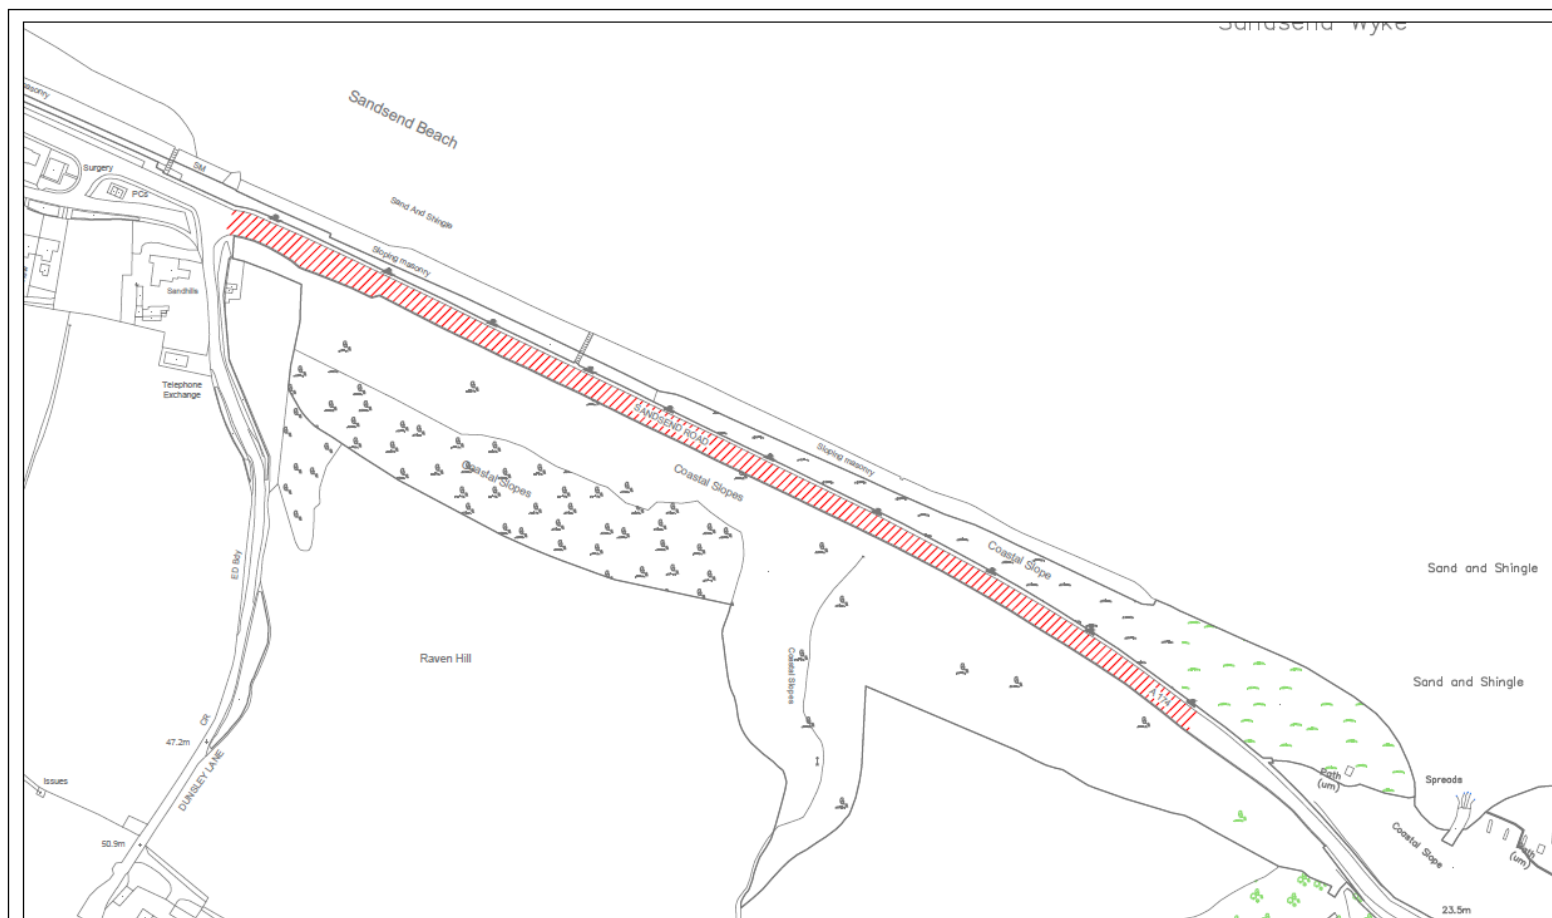 Sandsend Wyke
masonry
Sandsend Beach
SM
Surgery
PCs
Sand And Shingle
Sloping masonry
Sandhills
Telephone
Exchange
SANDSEND ROAD
Sloping masonry
Coastal Slopes
Coastal Slopes
Coastal Slope
ED Bdy
Sand and Shingle
Raven Hill
Coastal Slopes
Sand and Shingle
A 174
CR
47.2m
DUNSLEY LANE
Issues
Path
(um)
Spreads
Coastal Slope
Path
(um)
50.9m
23.5m